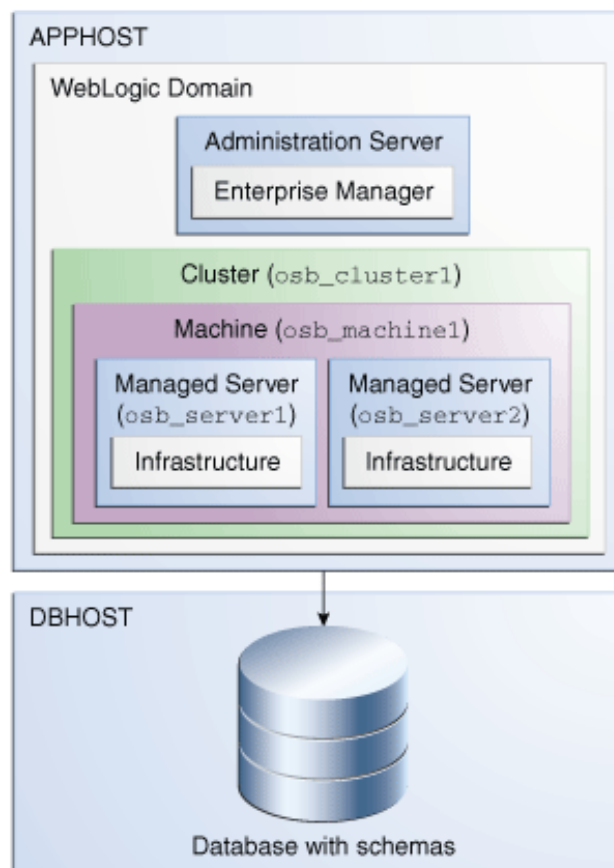 APPHOST
WebLogic Domain
Administration Server
Enterprise Manager
Cluster (osb_cluster1)
Machine (osb_machine1)
Managed Server
(osb_server1)
Infrastructure
Managed Server
(osb_server2)
Infrastructure
DBHOST
Database with schemas